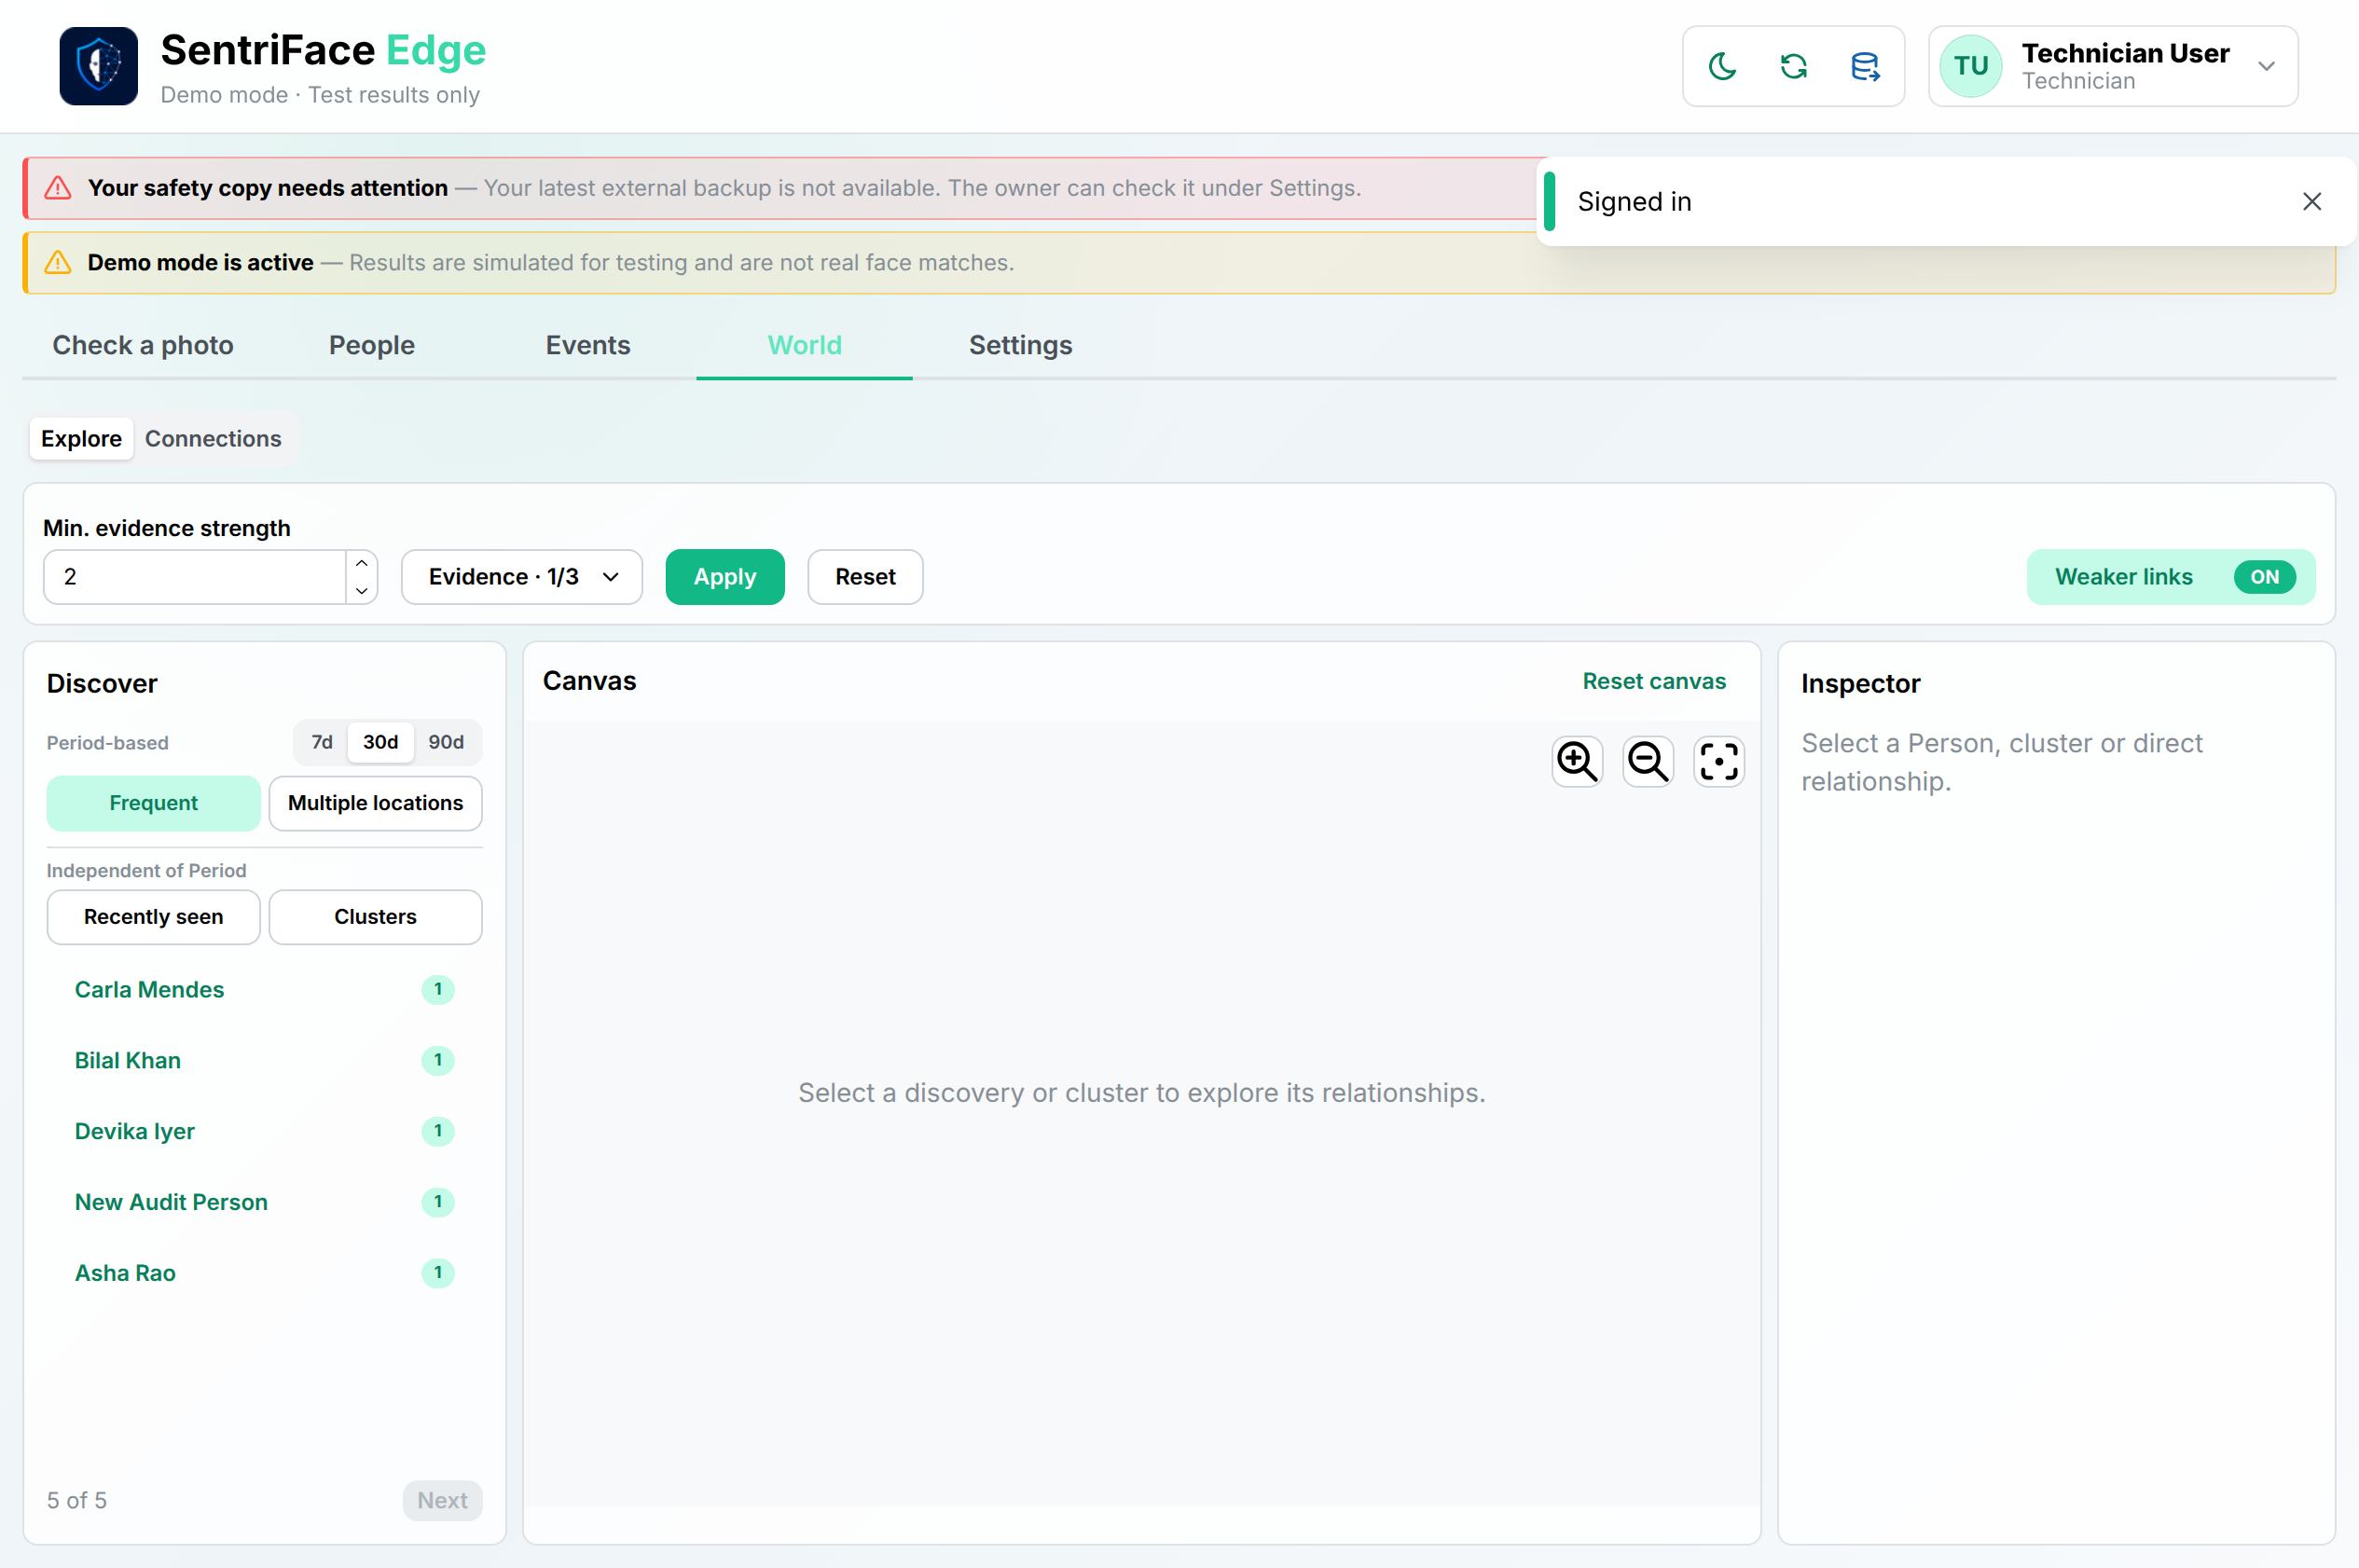 SentriFace Edge
Demo mode · Test results only
TU
Technician User
Technician
Your safety copy needs attention — Your latest external backup is not available. The owner can check it under Settings.
Signed in
Demo mode is active — Results are simulated for testing and are not real face matches.
Check a photo
People
Events
World
Settings
Explore
Connections
Min. evidence strength
2
Evidence · 1/3
Apply
Reset
Weaker links
ON
Discover
Period-based
7d
30d
90d
Frequent
Multiple locations
Independent of Period
Recently seen
Clusters
Carla Mendes
1
Bilal Khan
1
Devika Iyer
1
New Audit Person
1
Asha Rao
1
5 of 5
Next
Canvas
Reset canvas
Select a discovery or cluster to explore its relationships.
Inspector
Select a Person, cluster or direct
relationship.